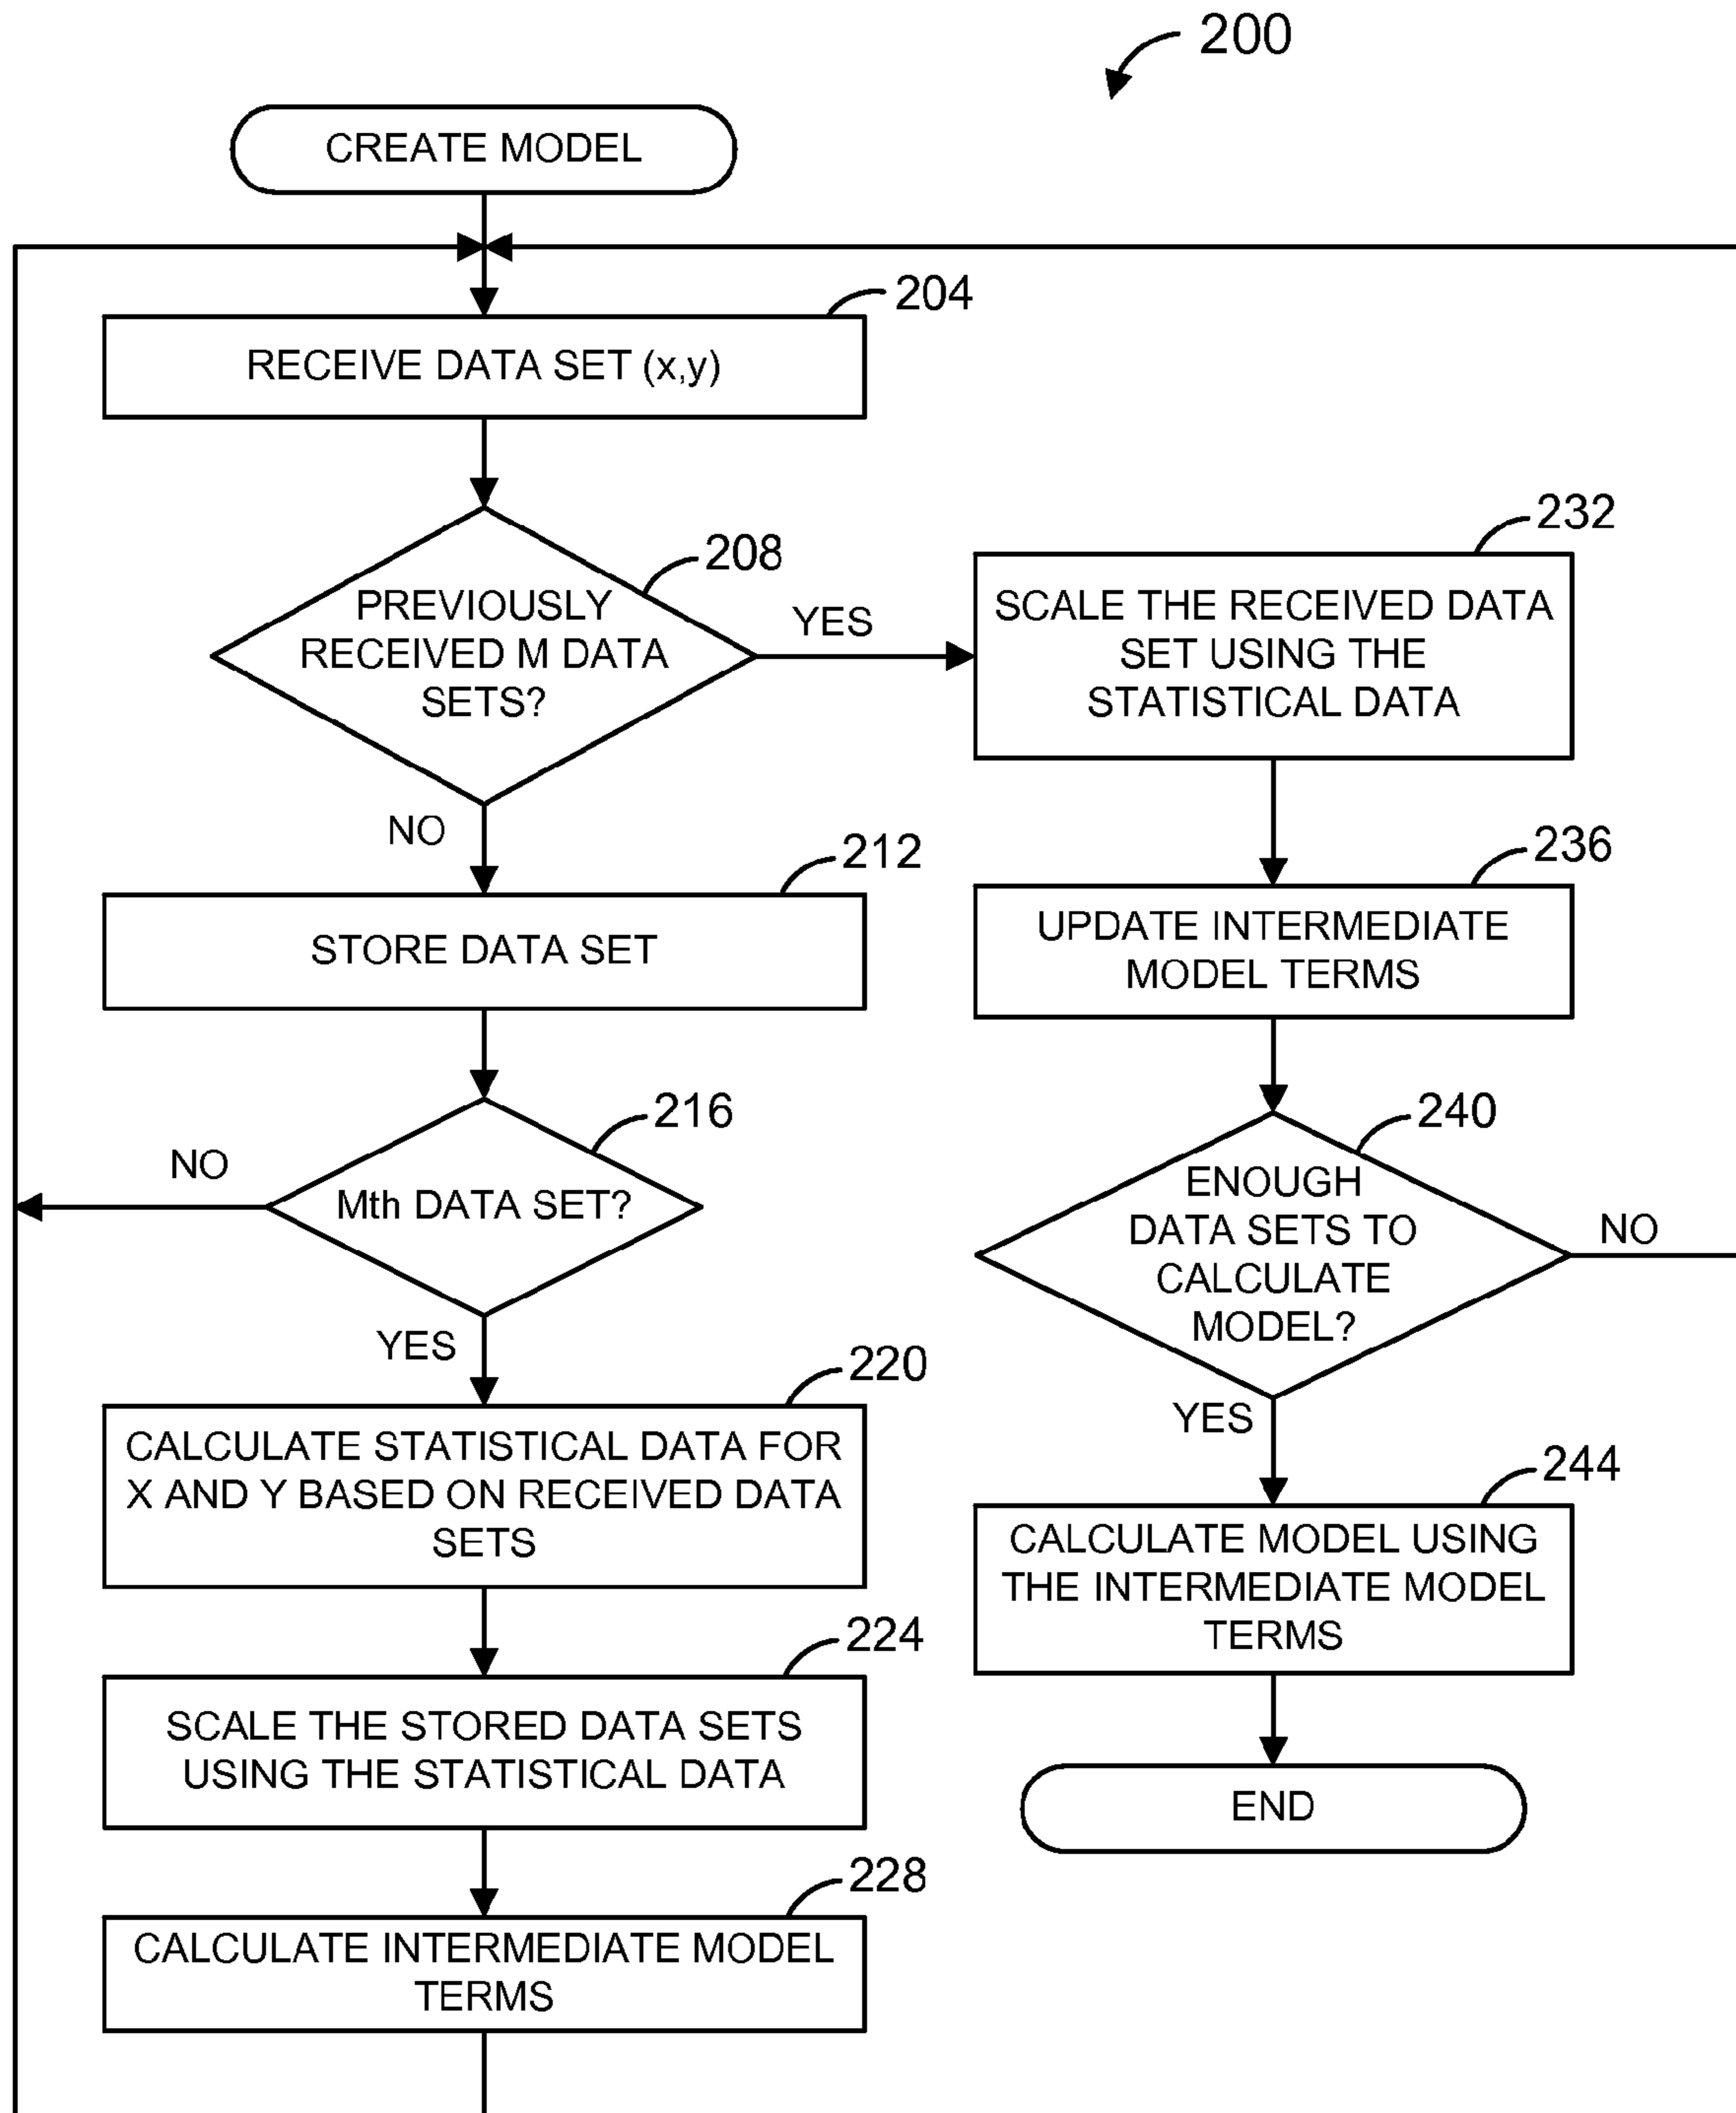 200
CREATE MODEL
204
RECEIVE DATA SET (x,y)
208
PREVIOUSLY
RECEIVED M DATA
SETS?
YES
NO
212
STORE DATA SET
216
Mth DATA SET?
NO
YES
220
CALCULATE STATISTICAL DATA FOR
X AND Y BASED ON RECEIVED DATA
SETS
224
SCALE THE STORED DATA SETS
USING THE STATISTICAL DATA
228
CALCULATE INTERMEDIATE MODEL
TERMS
232
SCALE THE RECEIVED DATA
SET USING THE
STATISTICAL DATA
236
UPDATE INTERMEDIATE
MODEL TERMS
240
ENOUGH
DATA SETS TO
CALCULATE
MODEL?
NO
YES
244
CALCULATE MODEL USING
THE INTERMEDIATE MODEL
TERMS
END